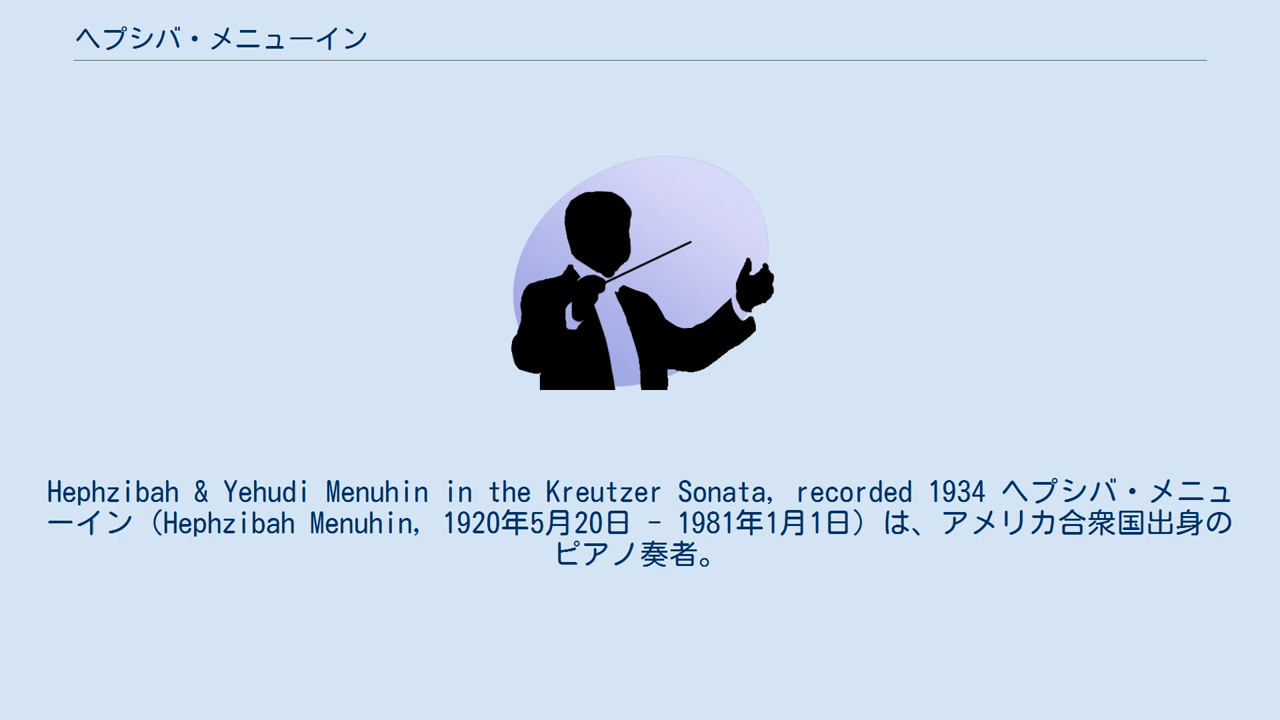 ヘプシバ・メニューイン
Hephzibah & Yehudi Menuhin in the Kreutzer Sonata, recorded 1934 ヘプシバ・メニュ
ーイン（Hephzibah Menuhin, 1920年5月20日 - 1981年1月1日）は、アメリカ合衆国出身の
ピアノ奏者。